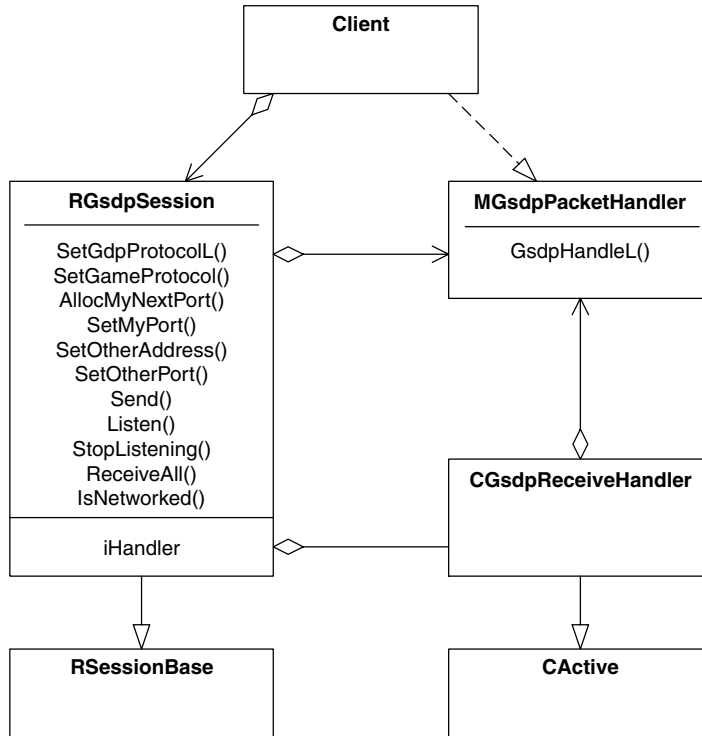 Client
RGsdpSession
SetGdpProtocolL()
SetGameProtocol()
AllocMyNextPort()
SetMyPort()
SetOtherAddress()
SetOtherPort()
Send()
Listen()
StopListening()
ReceiveAll()
IsNetworked()
iHandler
MGsdpPacketHandler
GsdpHandleL()
CGsdpReceiveHandler
RSessionBase
CActive